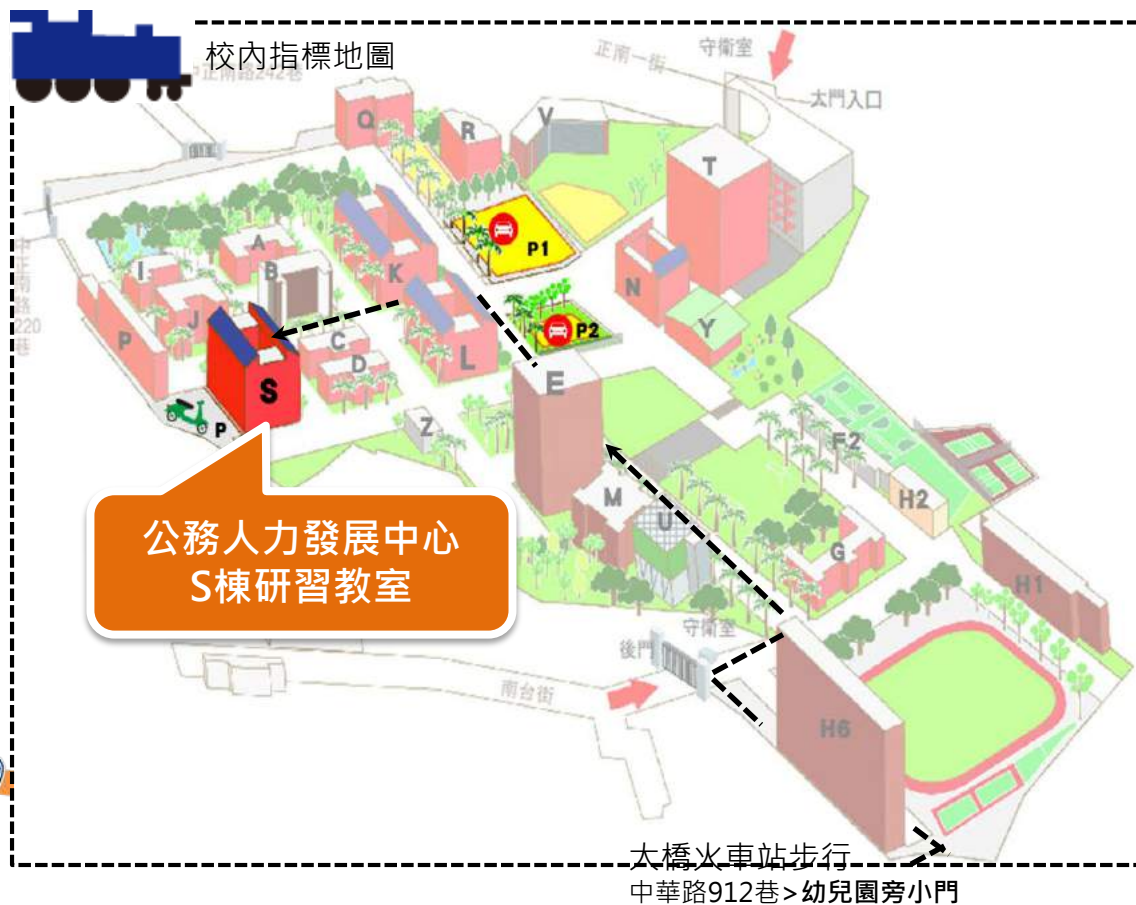 校內指標地圖
中正南路242巷
正南一街
守衛室
大門入口
Q
R
V
T
P1
A
I
B
K
N
中正南路220巷
J
P
C
P2
Y
L
D
S
E
P
Z
F2
M
H2
U
G
公務人力發展中心
S棟研習教室
H1
守衛室
後門
南台街
H6
大橋火車站步行
中華路912巷>幼兒園旁小門